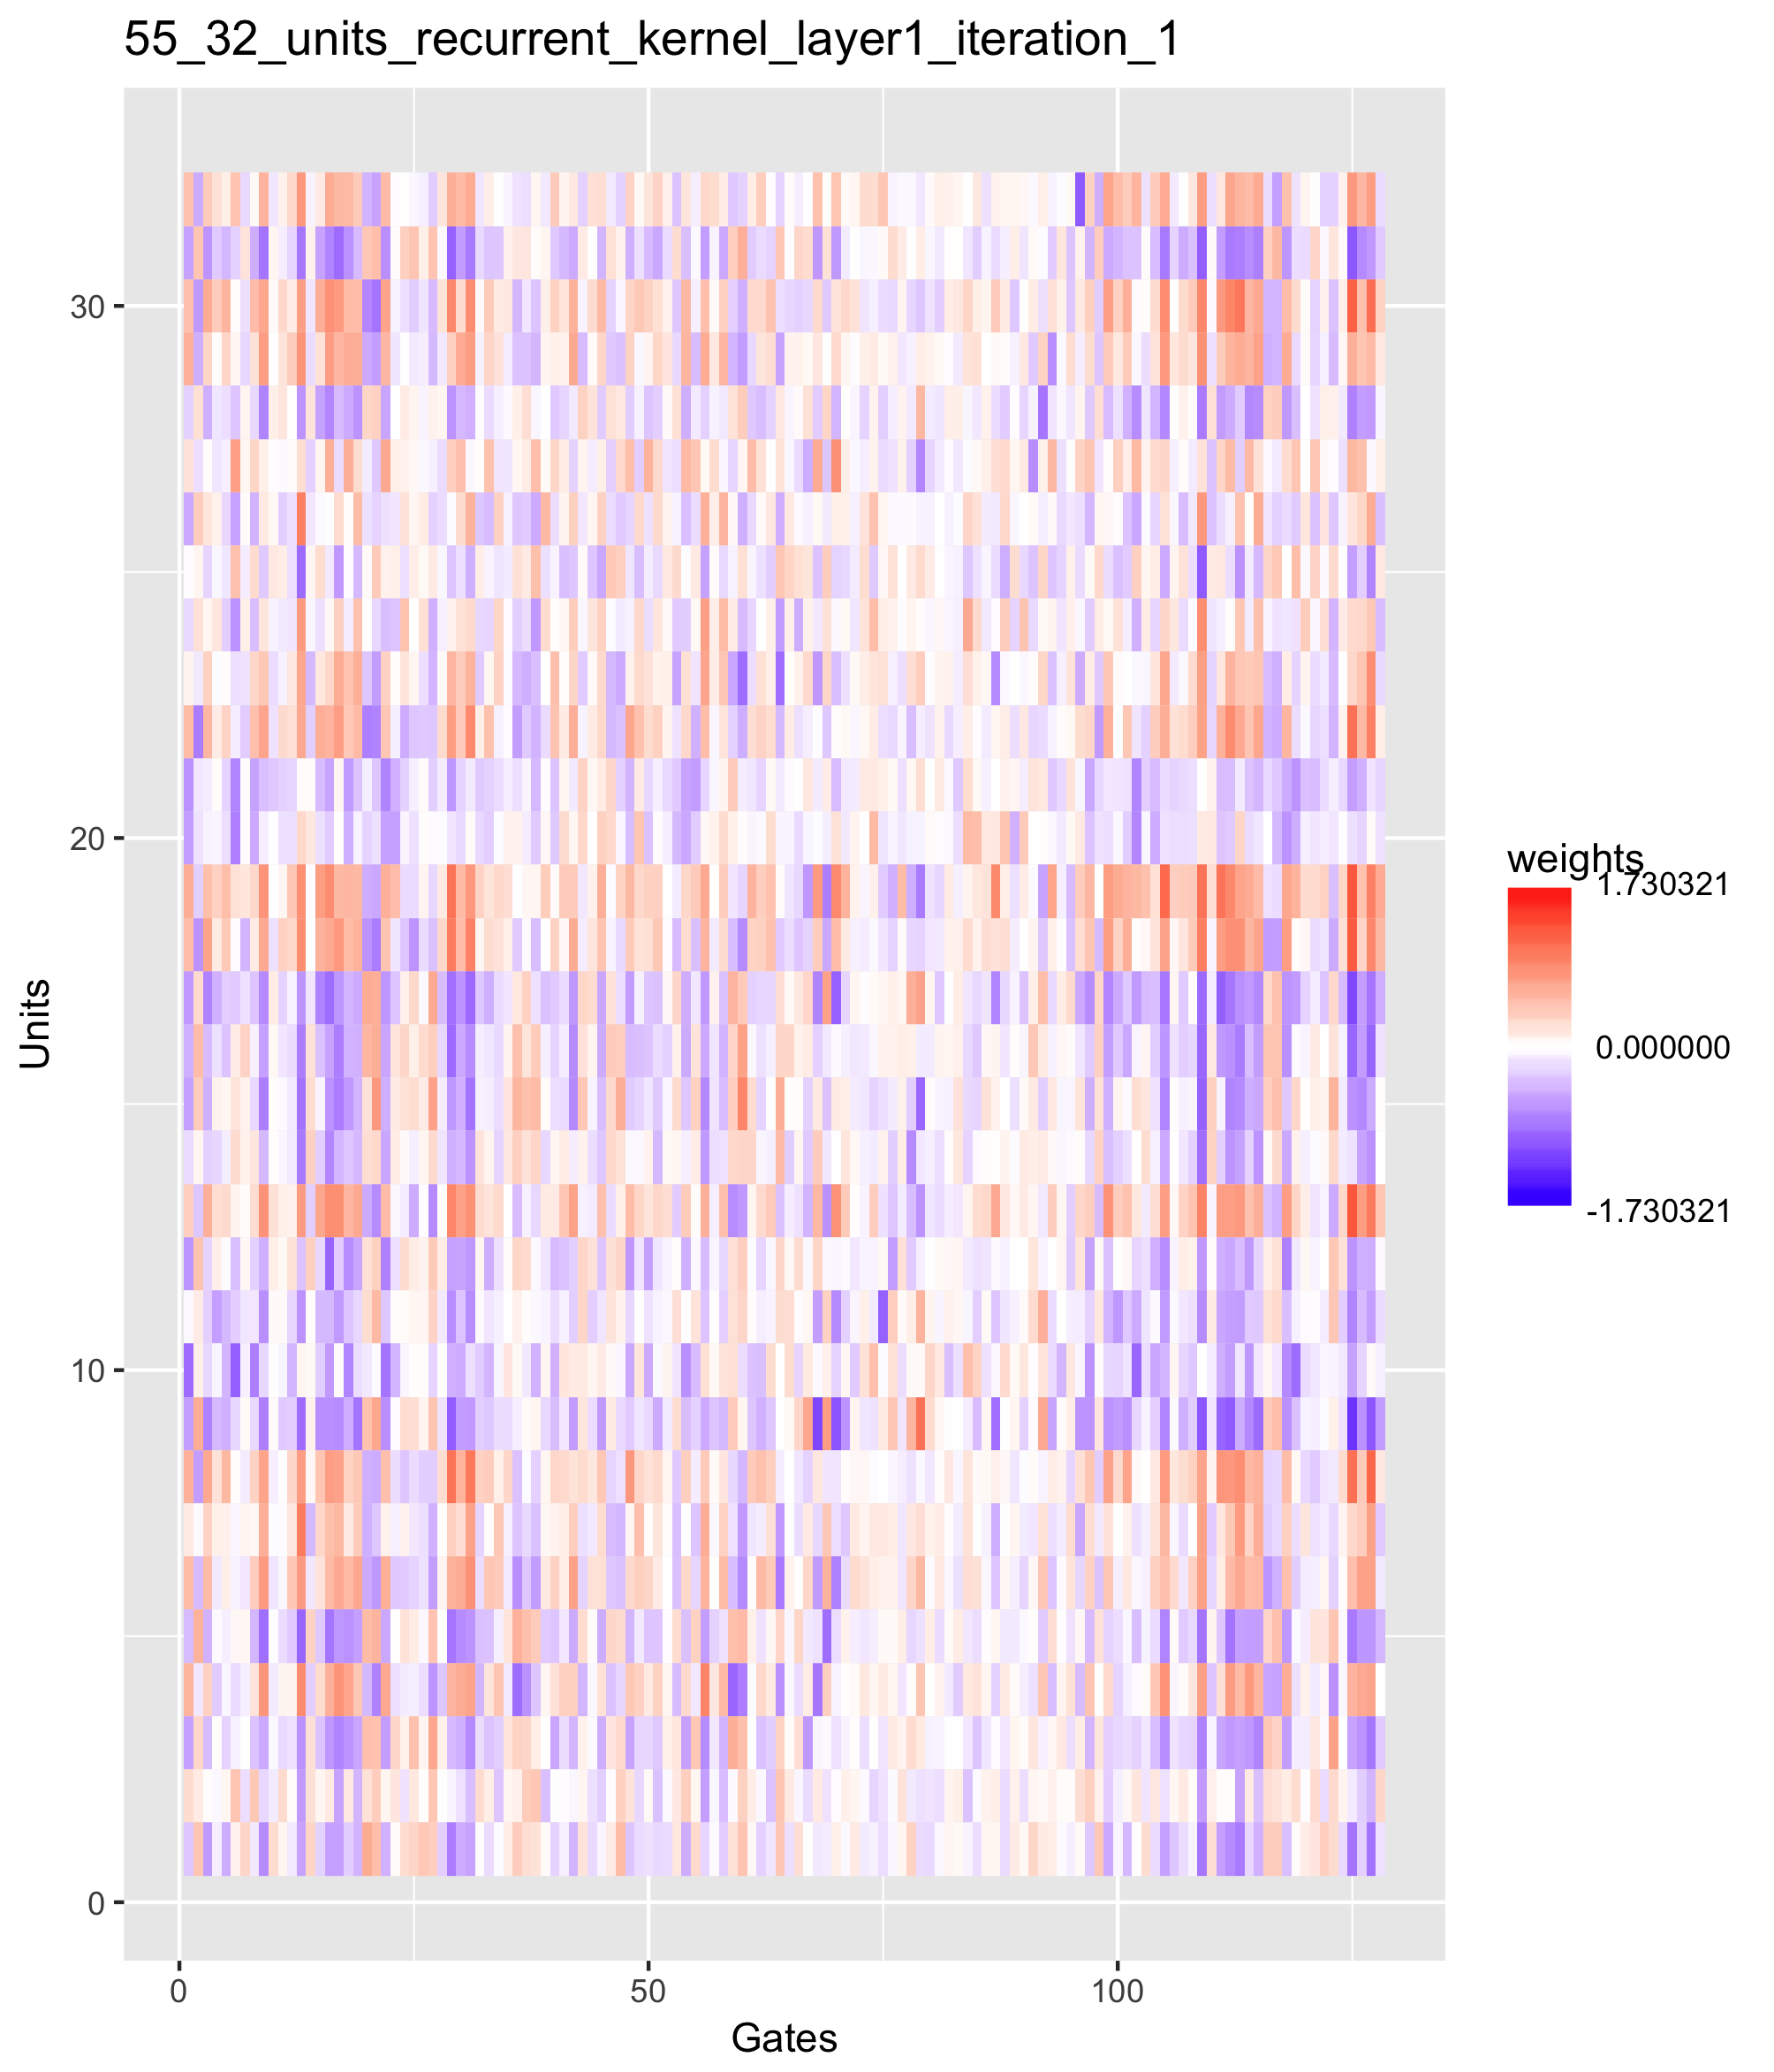 55_32_units_recurrent_kernel_layer1_iteration_1
30
20
10
0
0
50
100
Gates
Units
weights
1.730321
0.000000
-1.730321